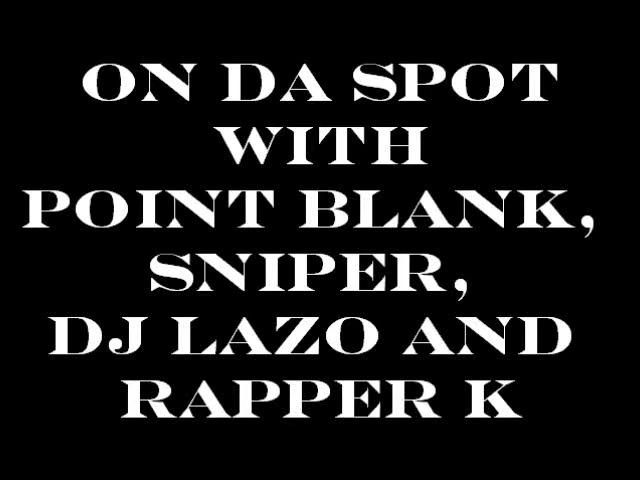 ON DA SPOT
WITH
POINT BLANK,
SNIPER,
DJ LAZO AND
RAPPER K